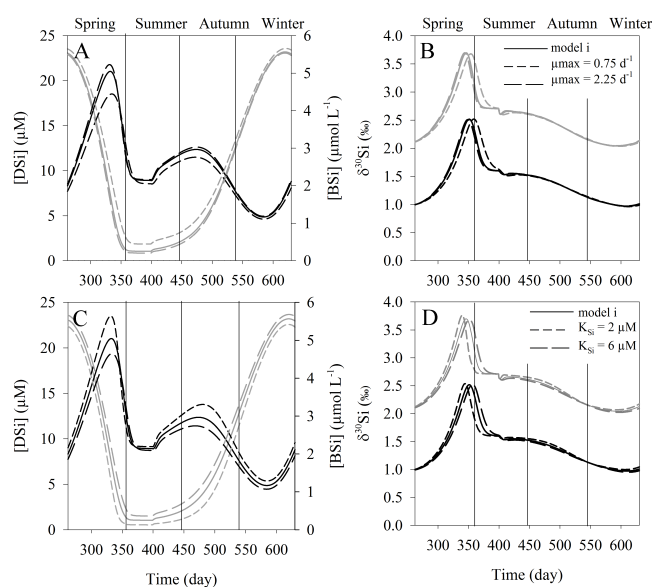 Spring Summer Autumn Winter
Spring Summer Autumn Winter
A
[DSi] (µM)
25
20
15
10
5
0
6
5
4
3
2
1
0
[BSi] (µmol L⁻¹)
300 350 400 450 500 550 600
B
model i
µmax = 0.75 d⁻¹
µmax = 2.25 d⁻¹
δ³⁰Si (‰)
4.0
3.5
3.0
2.5
2.0
1.5
1.0
0.5
0.0
300 350 400 450 500 550 600
C
[DSi] (µM)
25
20
15
10
5
0
6
5
4
3
2
1
0
[BSi] (µmol L⁻¹)
300 350 400 450 500 550 600
Time (day)
D
model i
K_Si = 2 µM
K_Si = 6 µM
δ³⁰Si (‰)
4.0
3.5
3.0
2.5
2.0
1.5
1.0
0.5
0.0
300 350 400 450 500 550 600
Time (day)